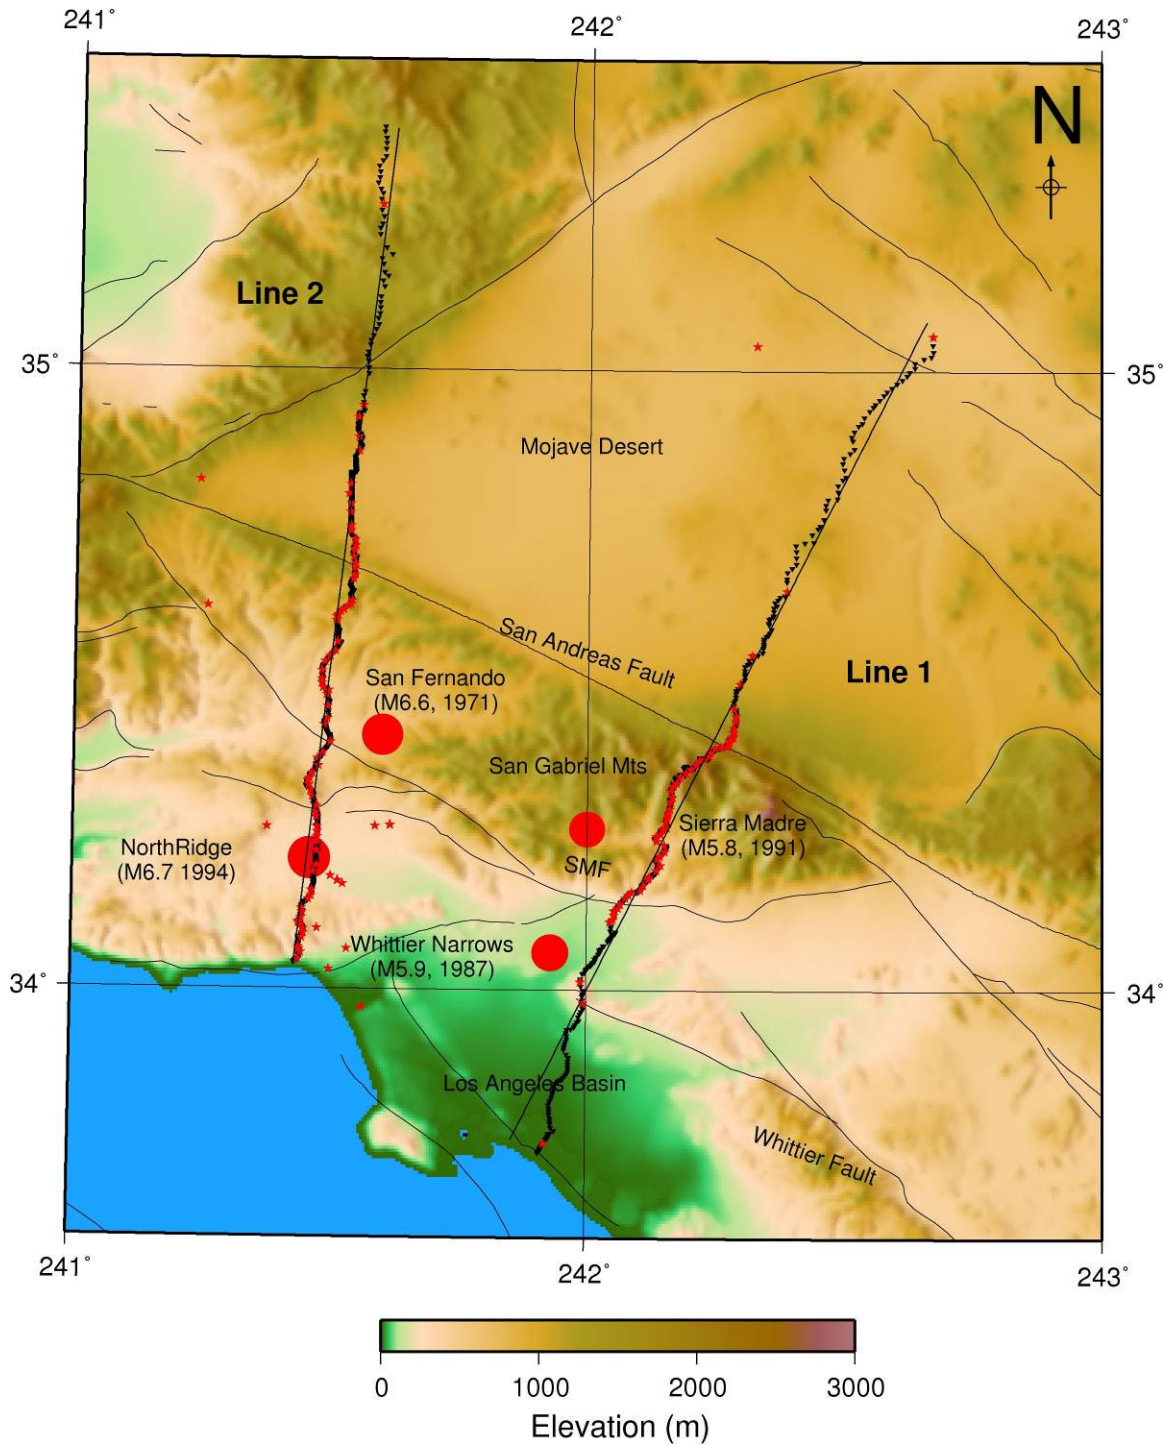 241°
242°
243°
N
Line 2
35°
35°
Mojave Desert
San Andreas Fault
Line 1
San Fernando
(M6.6, 1971)
San Gabriel Mts
NorthRidge
(M6.7 1994)
Sierra Madre
(M5.8, 1991)
SMF
Whittier Narrows
(M5.9, 1987)
34°
34°
Los Angeles Basin
Whittier Fault
241°
242°
243°
0 1000 2000 3000
Elevation (m)